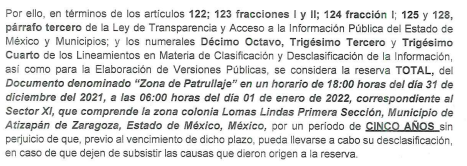 Por ello, en términos de los artículos 122; 123 fracciones I y II; 124 fracción I; 125 y 128,
párrafo tercero de la Ley de Transparencia y Acceso a la Información Pública del Estado de
México y Municipios; y los numerales Décimo Octavo, Trigésimo Tercero y Trigésimo
Cuarto de los Lineamientos en Materia de Clasificación y Desclasificación de la Información,
así como para la Elaboración de Versiones Públicas, se considera la reserva TOTAL, del
Documento denominado “Zona de Patrullaje” en un horario de 18:00 horas del día 31 de
diciembre del 2021, a las 06:00 horas del día 01 de enero de 2022, correspondiente al
Sector XI, que comprende la zona colonia Lomas Lindas Primera Sección, Municipio de
Atizapán de Zaragoza, Estado de México, México, por un periodo de CINCO AÑOS sin
perjuicio de que, previo al vencimiento de dicho plazo, pueda llevarse a cabo su desclasificación,
en caso de que dejen de subsistir las causas que dieron origen a la reserva.